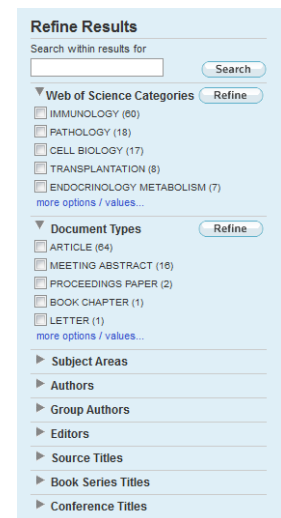 Refine Results
Search within results for
Search
Web of Science Categories Refine
IMMUNOLOGY (60)
PATHOLOGY (18)
CELL BIOLOGY (17)
TRANSPLANTATION (8)
ENDOCRINOLOGY METABOLISM (7)
more options / values...
Document Types Refine
ARTICLE (64)
MEETING ABSTRACT (16)
PROCEEDINGS PAPER (2)
BOOK CHAPTER (1)
LETTER (1)
more options / values...
Subject Areas
Authors
Group Authors
Editors
Source Titles
Book Series Titles
Conference Titles